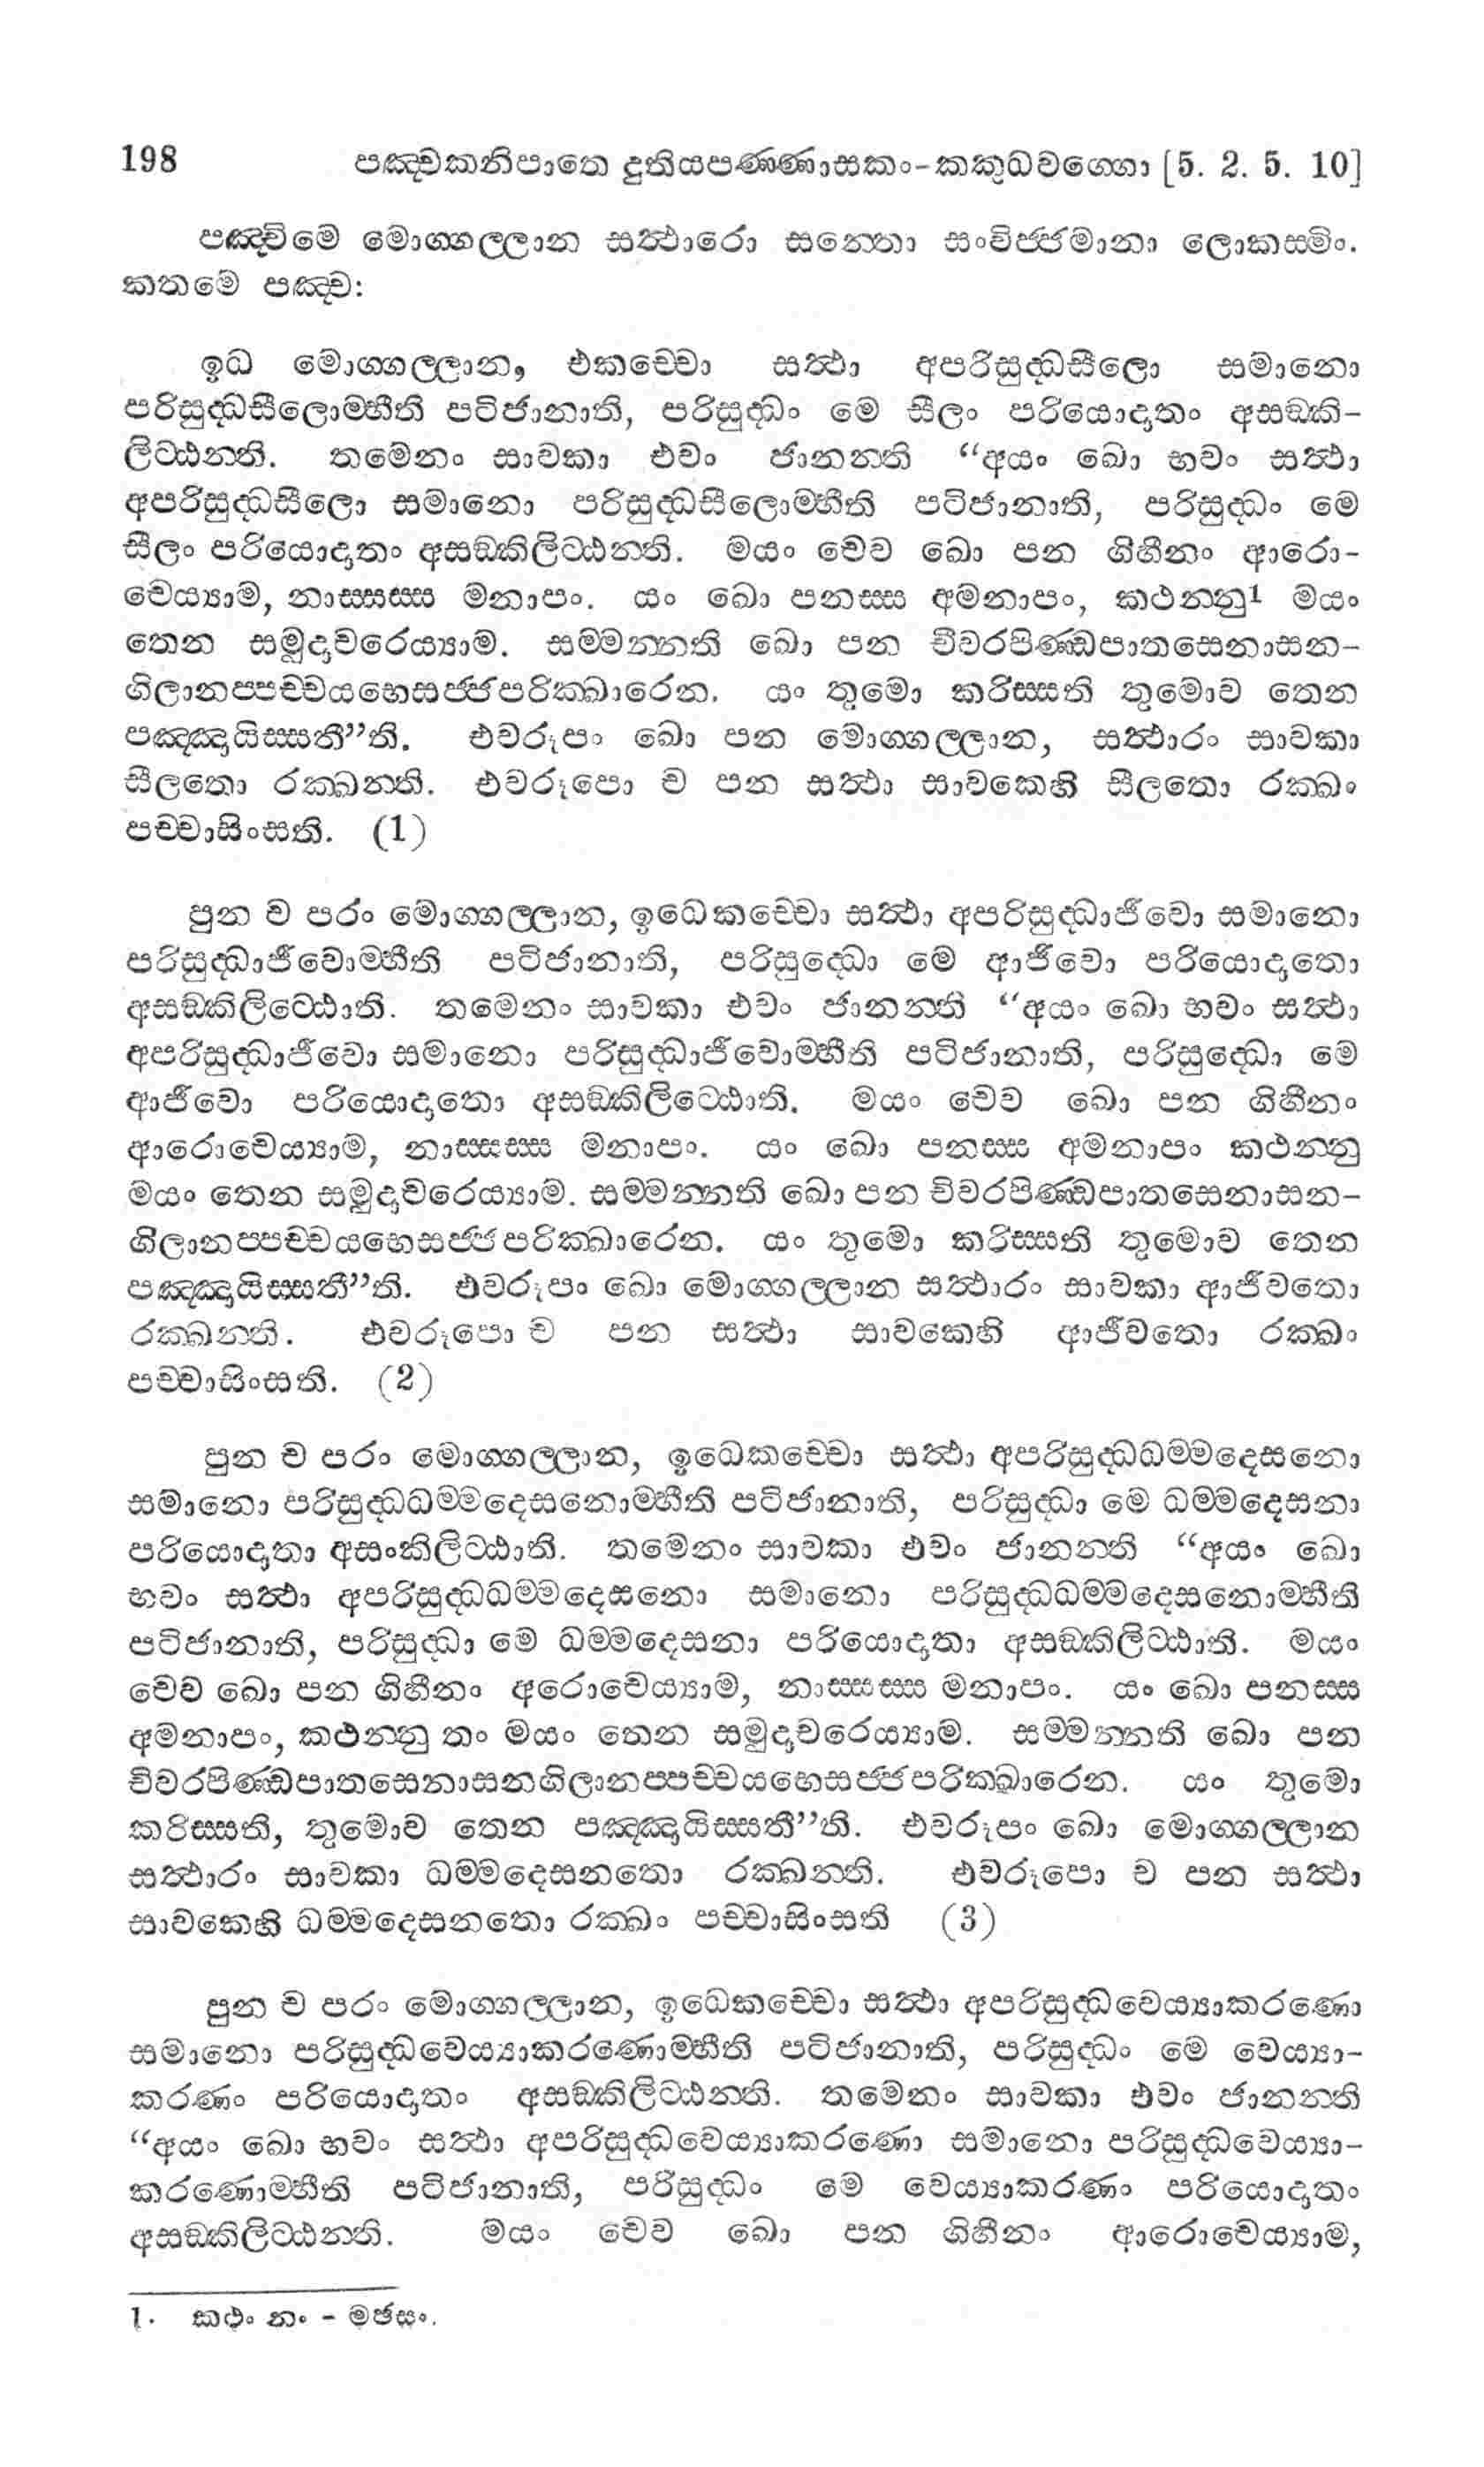 198 පඤ්චකනිපාතෙ දුතියපණ්ණාසකං-කකුධවග්ගො [5. 2. 5. 10]
පඤ්චිමෙ මොග්ගල්ලාන සත්ථාරො සන්තො සංවිජ්ජමානා ලොකස්මිං.
කතමේ පඤ්ච:
ඉධ මොග්ගල්ලාන, එකච්චො සත්ථා අපරිසුද්ධසීලො සමානො
පරිසුද්ධසීලොම්හීති පටිජානාති, පරිසුද්ධං මෙ සීලං පරියොදාතං අසඞ්කි-
ලිට්ඨන්ති. තමෙනං සාවකා එවං ජානන්ති “අයං ඛො භවං සත්ථා
අපරිසුද්ධසීලො සමානො පරිසුද්ධසීලොම්හීති පටිජානාති, පරිසුද්ධං මෙ
සීලං පරියොදාතං අසඞ්කිලිට්ඨන්ති. මයං චෙව ඛො පන ගිහීනං ආරො-
චෙය්‍යාම, නාස්සස්ස මනාපං. යං ඛො පනස්ස අමනාපං, කථන්නු1 මයං
තෙන සමුදාචරෙය්‍යාම. සම්මන්නති ඛො පන චීවරපිණ්ඩපාතසෙනාසන-
ගිලානප්පච්චයභෙසජ්ජපරික්ඛාරෙන. යං තුමො කරිස්සති තුමොව තෙන
පඤ්ඤායිස්සතී”ති. එවරූපං ඛො පන මොග්ගල්ලාන, සත්ථාරං සාවකා
සීලතො රක්ඛන්ති. එවරූපො ච පන සත්ථා සාවකෙහි සීලතො රක්ඛං
පච්චාසිංසති. (1)
පුන ච පරං මොග්ගල්ලාන, ඉධෙකච්චො සත්ථා අපරිසුද්ධාජීවො සමානො
පරිසුද්ධාජීවොම්හීති පටිජානාති, පරිසුද්ධො මෙ ආජීවො පරියොදාතො
අසඞ්කිලිට්ඨොති. තමෙනං සාවකා එවං ජානන්ති “අයං ඛො භවං සත්ථා
අපරිසුද්ධාජීවො සමානො පරිසුද්ධාජීවොම්හීති පටිජානාති, පරිසුද්ධො මෙ
ආජීවො පරියොදාතො අසඞ්කිලිට්ඨොති. මයං චෙව ඛො පන ගිහීනං
ආරොචෙය්‍යාම, නාස්සස්ස මනාපං. යං ඛො පනස්ස අමනාපං කථන්නු
මයං තෙන සමුදාචරෙය්‍යාම. සම්මන්නති ඛො පන චිවරපිණ්ඩපාතසෙනාසන-
ගිලානප්පච්චයභෙසජ්ජපරික්ඛාරෙන. යං තුමො කරිස්සති තුමොව තෙන
පඤ්ඤායිස්සතී”ති. එවරූපං ඛො මොග්ගල්ලාන සත්ථාරං සාවකා ආජීවතො
රක්ඛන්ති. එවරූපො ච පන සත්ථා සාවකෙහි ආජීවතො රක්ඛං
පච්චාසිංසති. (2)
පුන ච පරං මොග්ගල්ලාන, ඉධෙකච්චො සත්ථා අපරිසුද්ධධම්මදෙසනො
සමානො පරිසුද්ධධම්මදෙසනොම්හීති පටිජානාති, පරිසුද්ධා මෙ ධම්මදෙසනා
පරියොදාතා අසංකිලිට්ඨාති. තමෙනං සාවකා එවං ජානන්ති “අයං ඛො
භවං සත්ථා අපරිසුද්ධධම්මදෙසනො සමානො පරිසුද්ධධම්මදෙසනොම්හීති
පටිජානාති, පරිසුද්ධා මෙ ධම්මදෙසනා පරියොදාතා අසඞ්කිලිට්ඨාති. මයං
චෙව ඛො පන ගිහීනං අරොචෙය්‍යාම, නාස්සස්ස මනාපං. යං ඛො පනස්ස
අමනාපං, කථන්නු තං මයං තෙන සමුදාචරෙය්‍යාම. සම්මන්නති ඛො පන
චිවරපිණ්ඩපාතසෙනාසනගිලානප්පච්චයභෙසජ්ජපරික්ඛාරෙන. යං තුමො
කරිස්සති, තුමොව තෙන පඤ්ඤායිස්සතී”ති. එවරූපං ඛො මොග්ගල්ලාන
සත්ථාරං සාවකා ධම්මදෙසනතො රක්ඛන්ති. එවරූපො ච පන සත්ථා
සාවකෙහි ධම්මදෙසනතො රක්ඛං පච්චාසිංසති (3)
පුන ච පරං මොග්ගල්ලාන, ඉධෙකච්චො සත්ථා අපරිසුද්ධවෙය්‍යාකරණො
සමානො පරිසුද්ධවෙය්‍යාකරණොම්හීති පටිජානාති, පරිසුද්ධං මෙ වෙය්‍යා-
කරණං පරියොදාතං අසඞ්කිලිට්ඨන්ති. තමෙනං සාවකා එවං ජානන්ති
“අයං ඛො භවං සත්ථා අපරිසුද්ධවෙය්‍යාකරණො සමානො පරිසුද්ධවෙය්‍යා-
කරණොම්හීති පටිජානාති, පරිසුද්ධං මෙ වෙය්‍යාකරණං පරියොදාතං
අසඞ්කිලිට්ඨන්ති. මයං චෙව ඛො පන ගිහීනං ආරොචෙය්‍යාම,
1. කථං නං - මඡසං.